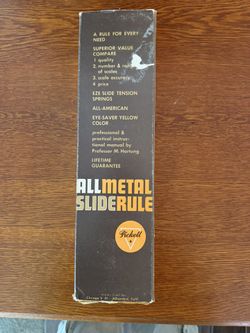 A RULE FOR EVERY
NEED
SUPERIOR VALUE
COMPARE
1 quality
2. number & 
of scales
3. scale accuracy
4 price
EZE SLIDE TENSION
SPRINGS
ALL-AMERICAN
EYE-SAVER YELLOW
COLOR
professional &
practical instruc-
tional manual by
Professor M. Hartung
LIFETIME
GUARANTEE
ALLMETAL
SLIDERULE
Pickett